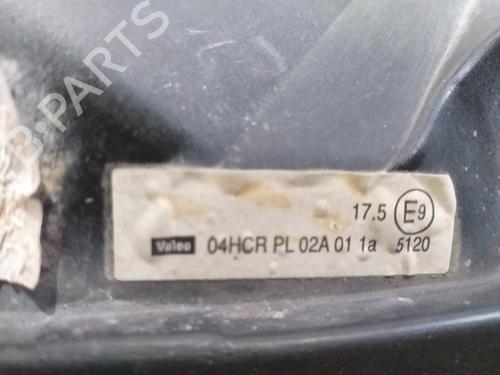 B-PARTS
17.5 E9
Valeo 04HCR PL 02A 01 1a 5120